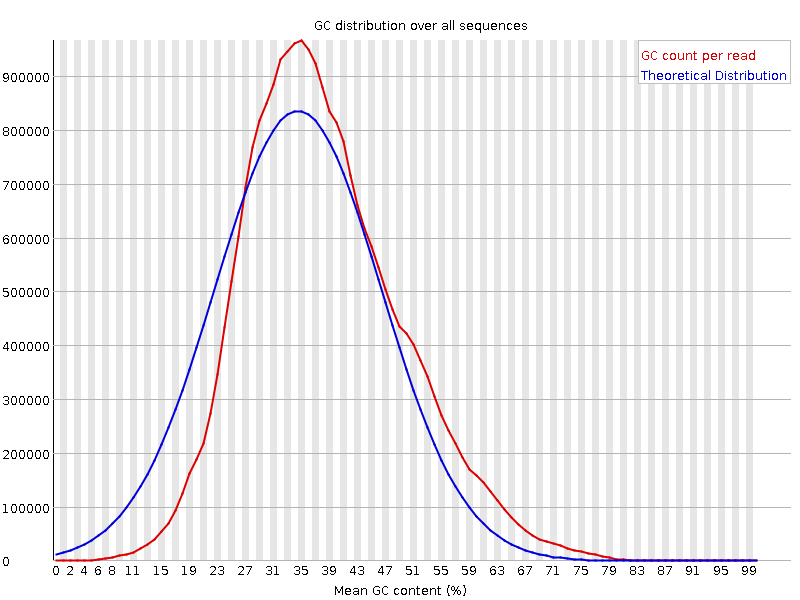 GC distribution over all sequences
GC count per read
Theoretical Distribution
900000
800000
700000
600000
500000
400000
300000
200000
100000
0
0 2 4 6 8 11 15 19 23 27 31 35 39 43 47 51 55 59 63 67 71 75 79 83 87 91 95 99
Mean GC content (%)